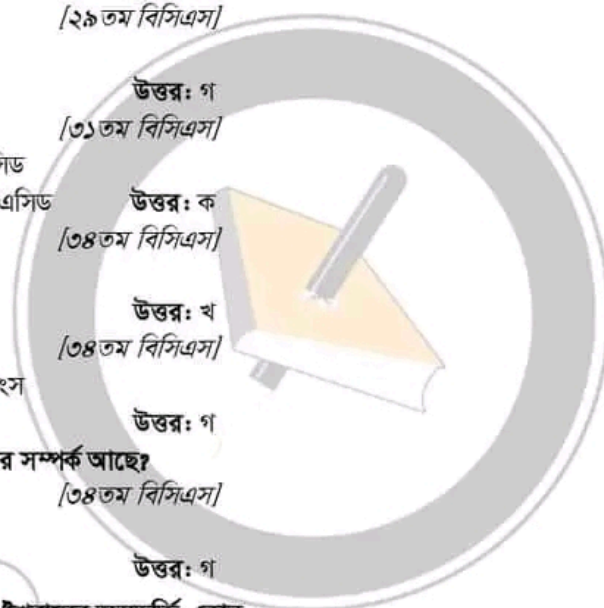 [২৯তম বিসিএস]
উত্তর: গ
[৩১তম বিসিএস]
এসিড উত্তর: ক
[৩৪তম বিসিএস]
উত্তর: খ
[৩৪তম বিসিএস]
উত্তর: গ
র সম্পর্ক আছে?
[৩৪তম বিসিএস]
উত্তর: গ